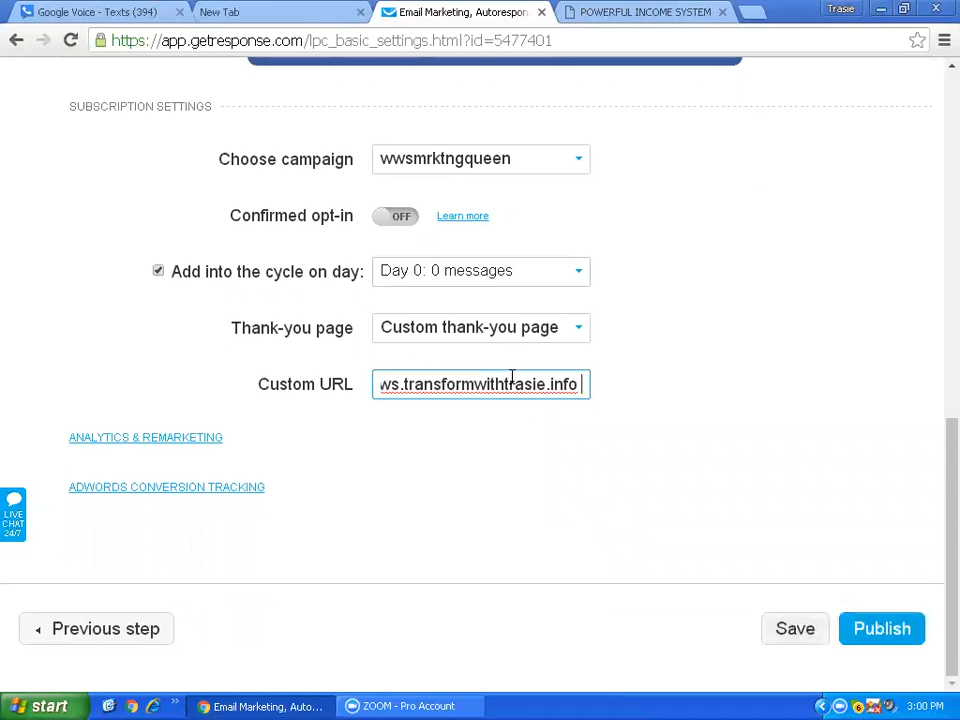 Google Voice - Texts (394)
New Tab
Email Marketing, Autorespon
POWERFUL INCOME SYSTEM
Trasie
https://app.getresponse.com/lpc_basic_settings.html?id=5477401
SUBSCRIPTION SETTINGS
Choose campaign
wwsmrktngqueen
Confirmed opt-in
OFF
Learn more
Add into the cycle on day:
Day 0: 0 messages
Thank-you page
Custom thank-you page
Custom URL
ws.transformwithtrasie.info
ANALYTICS & REMARKETING
ADWORDS CONVERSION TRACKING
LIVE
CHAT
24/7
Previous step
Save
Publish
start
Email Marketing, Auto...
ZOOM - Pro Account
3:00 PM